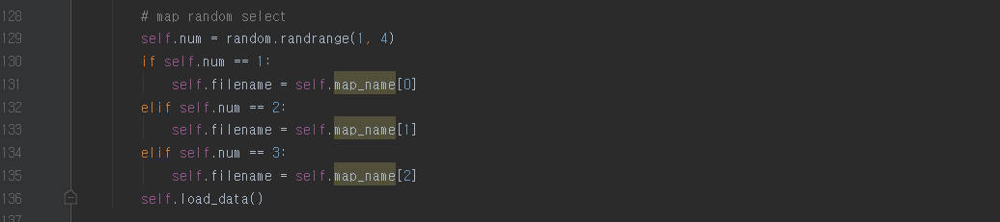 128 # map random select
129 self.num = random.randrange(1, 4)
130 if self.num == 1:
131 self.filename = self.map_name[0]
132 elif self.num == 2:
133 self.filename = self.map_name[1]
134 elif self.num == 3:
135 self.filename = self.map_name[2]
136 self.load_data()
137